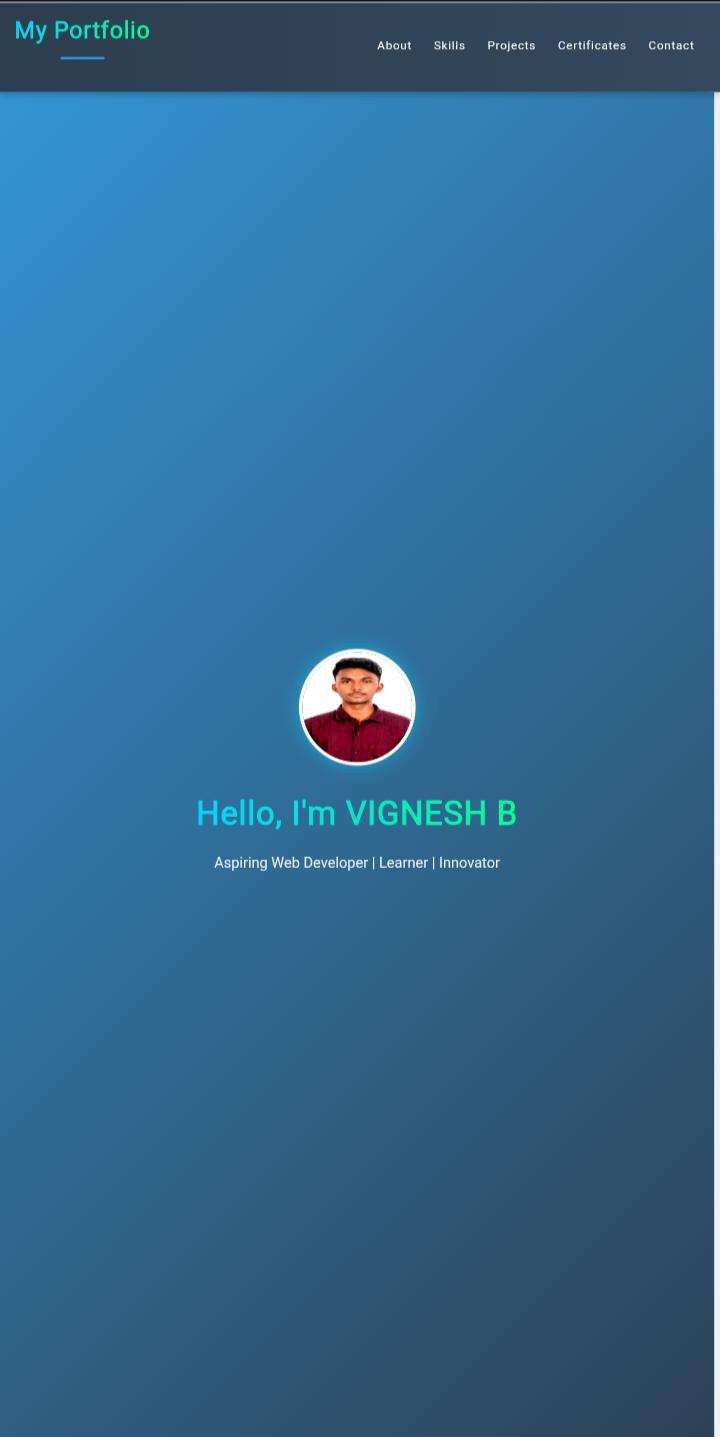 My Portfolio
About Skills Projects Certificates Contact
Hello, I'm VIGNESH B
Aspiring Web Developer | Learner | Innovator